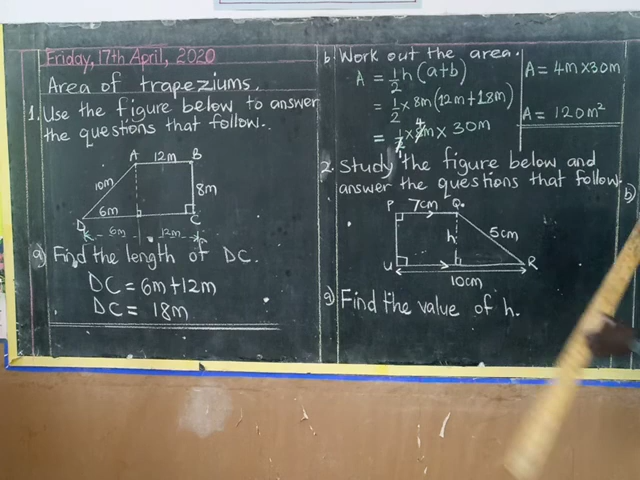 Friday, 17th April, 2020
Area of trapeziums.
1. Use the figure below to answer
the questions that follow.
A 12m B
10m
8m
D 6m C
6m 12m
a) Find the length of DC.
DC = 6m+12m
DC = 18m
b Work out the area.
A = 1/2 h (a+b)
= 1/2 x 8m (12m+18m)
= 1/2 x 8m x 30m
4
1
A = 4m x 30m
A = 120m²
2. Study the figure below and
answer the questions that follow.
P 7cm Q
h 5cm
U R
10cm
a) Find the value of h.
b)